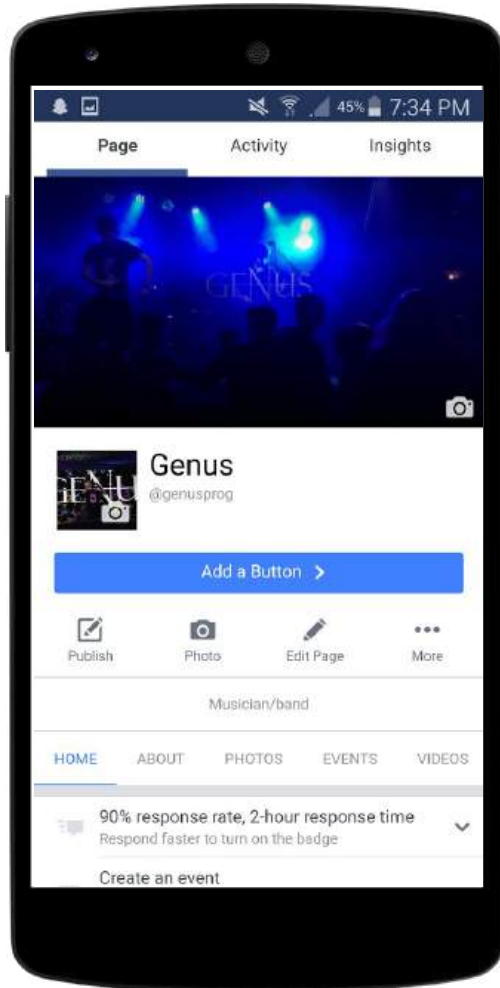 45% 7:34 PM
Page Activity Insights
GENUS
Genus
@genusprog
GENU
Add a Button
Publish Photo Edit Page More
Musician/band
HOME ABOUT PHOTOS EVENTS VIDEOS
90% response rate, 2-hour response time
Respond faster to turn on the badge
Create an event